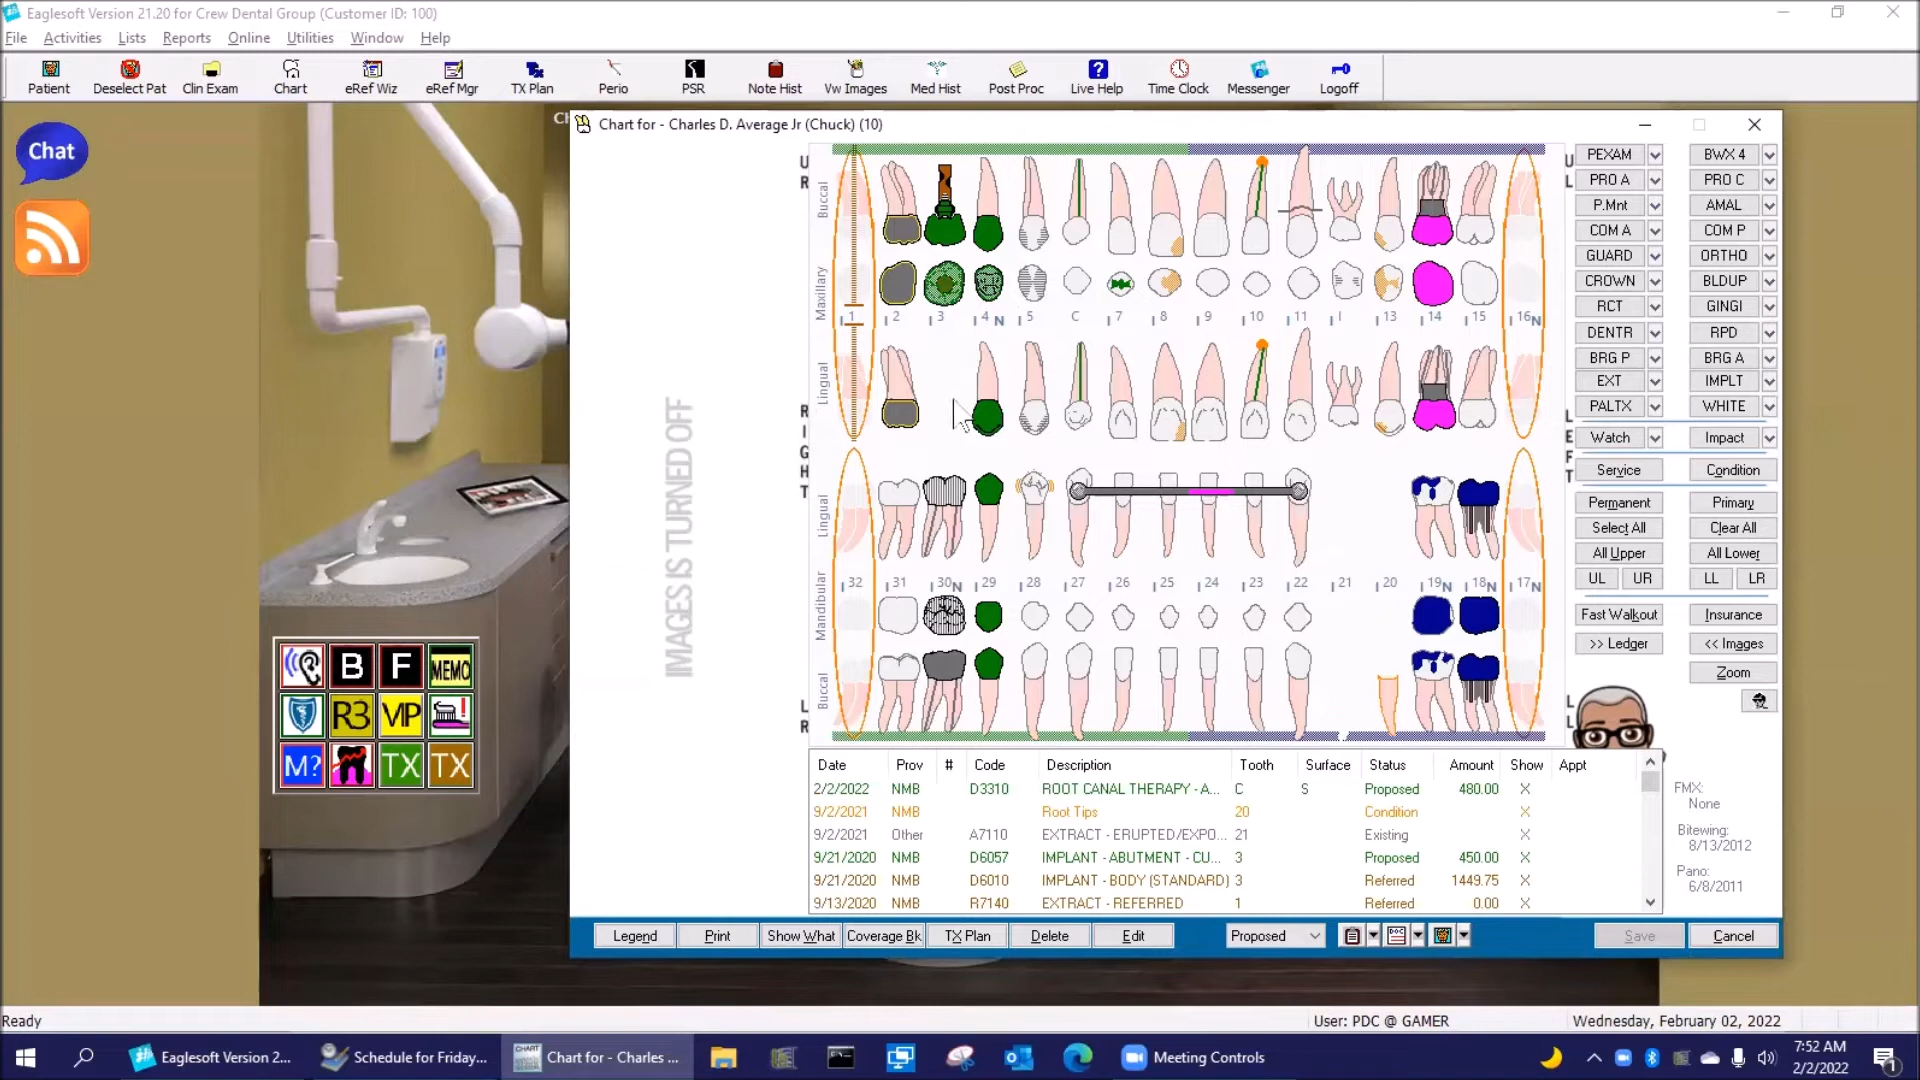 Eaglesoft Version 21.20 for Crew Dental Group (Customer ID: 100)
File Activities Lists Reports Online Utilities Window Help
Patient Deselect Pat Clin Exam Chart eRef Wiz eRef Mgr TX Plan Perio PSR Note Hist Vw Images Med Hist Post Proc Live Help Time Clock Messenger Logoff
Chat
Chart for - Charles D. Average Jr (Chuck) (10)
IMAGES IS TURNED OFF
U R
R I G H T
L R
U L
L E F T
L L
Buccal
Maxillary
Lingual
Lingual
Mandibular
Buccal
1 2 3 4 N 5 C 7 8 9 10 11 I 13 14 15 16N
32 31 30N 29 28 27 26 25 24 23 22 21 20 19N 18N 17N
PEXAM BWX 4
PRO A PRO C
P.Mnt AMAL
COM A COM P
GUARD ORTHO
CROWN BLDUP
RCT GINGI
DENTR RPD
BRG P BRG A
EXT IMPLT
PALTX WHITE
Watch Impact
Service Condition
Permanent Primary
Select All Clear All
All Upper All Lower
UL UR LL LR
Fast Walkout Insurance
>> Ledger << Images
Zoom
B F MEMO
R3 VIP !
M? TX TX
Date Prov # Code Description Tooth Surface Status Amount Show Appt
2/2/2022 NMB D3310 ROOT CANAL THERAPY - A... C S Proposed 480.00 X
9/2/2021 NMB Root Tips 20 Condition X
9/2/2021 Other A7110 EXTRACT - ERUPTED/EXPO... 21 Existing X
9/21/2020 NMB D6057 IMPLANT - ABUTMENT - CU... 3 Proposed 450.00 X
9/21/2020 NMB D6010 IMPLANT - BODY (STANDARD) 3 Referred 1449.75 X
9/13/2020 NMB R7140 EXTRACT - REFERRED 1 Referred 0.00 X
FMX:
None
Bitewing:
8/13/2012
Pano:
6/8/2011
Legend Print Show What Coverage Bk TX Plan Delete Edit Proposed Save Cancel
Ready User: PDC @ GAMER Wednesday, February 02, 2022
Eaglesoft Version 2... Schedule for Friday,... Chart for - Charles ... Meeting Controls
7:52 AM
2/2/2022
1